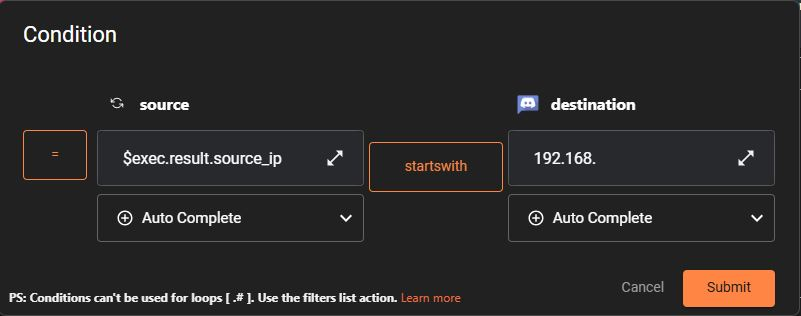 Condition
source
destination
=
$exec.result.source_ip
startswith
192.168.
Auto Complete
Auto Complete
Cancel
Submit
PS: Conditions can't be used for loops [ .# ]. Use the filters list action. Learn more